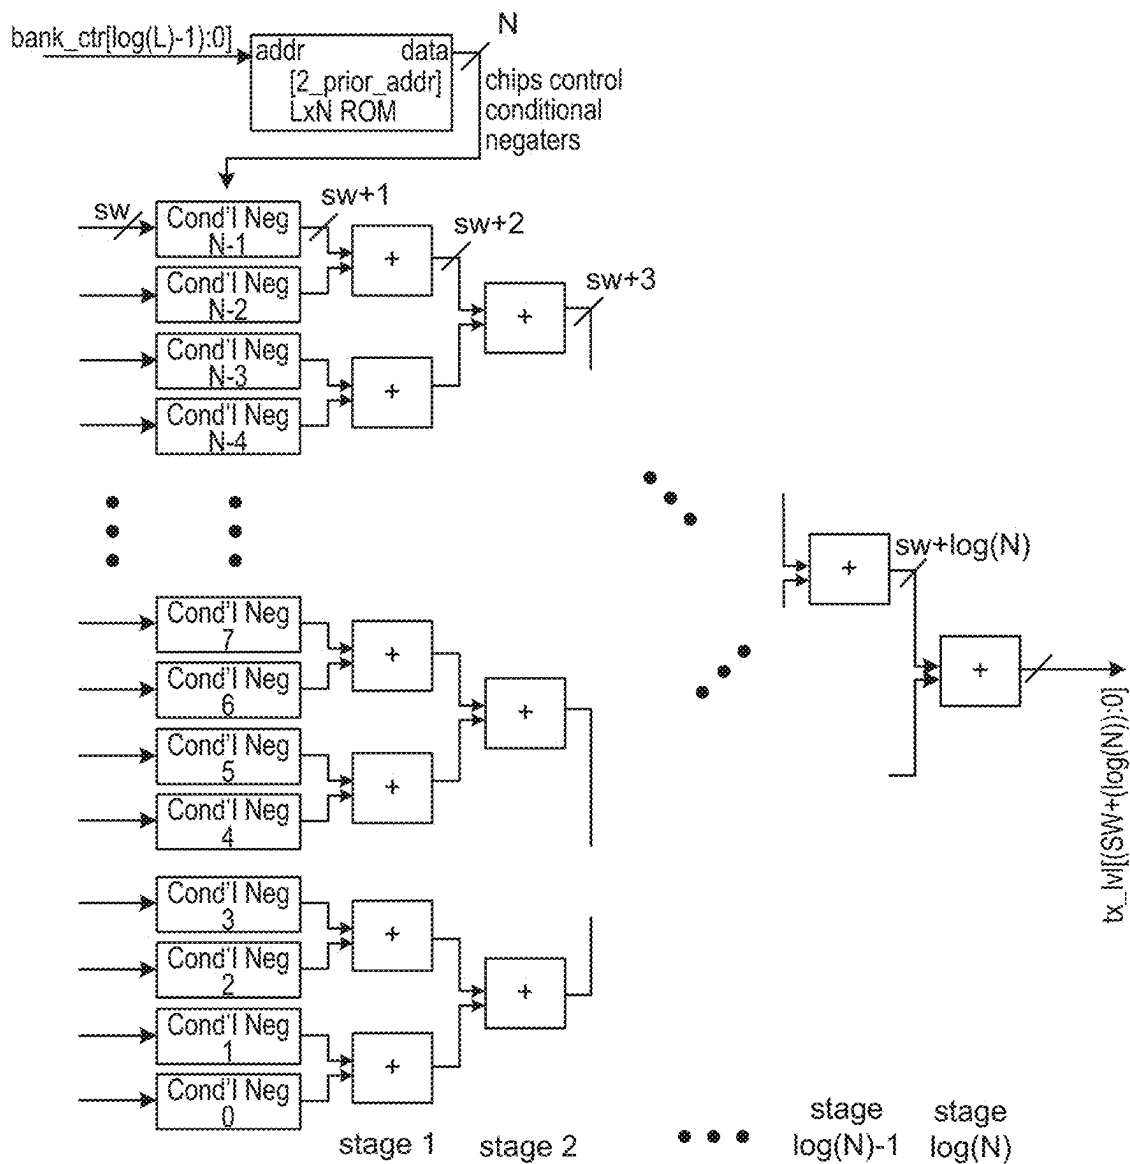 N
bank_ctr[log(L)-1):0]
addr data
[2_prior_addr]
LxN ROM
chips control
conditional
negaters
sw
Cond'l Neg
N-1
sw+1
+
sw+2
Cond'l Neg
N-2
+
sw+3
Cond'l Neg
N-3
+
Cond'l Neg
N-4
+
sw+log(N)
Cond'l Neg
7
+
Cond'l Neg
6
+
+
Cond'l Neg
5
+
Cond'l Neg
4
tx_lvl[(SW+(log(N)):0]
Cond'l Neg
3
+
Cond'l Neg
2
+
Cond'l Neg
1
+
Cond'l Neg
0
stage 1
stage 2
stage
log(N)-1
stage
log(N)